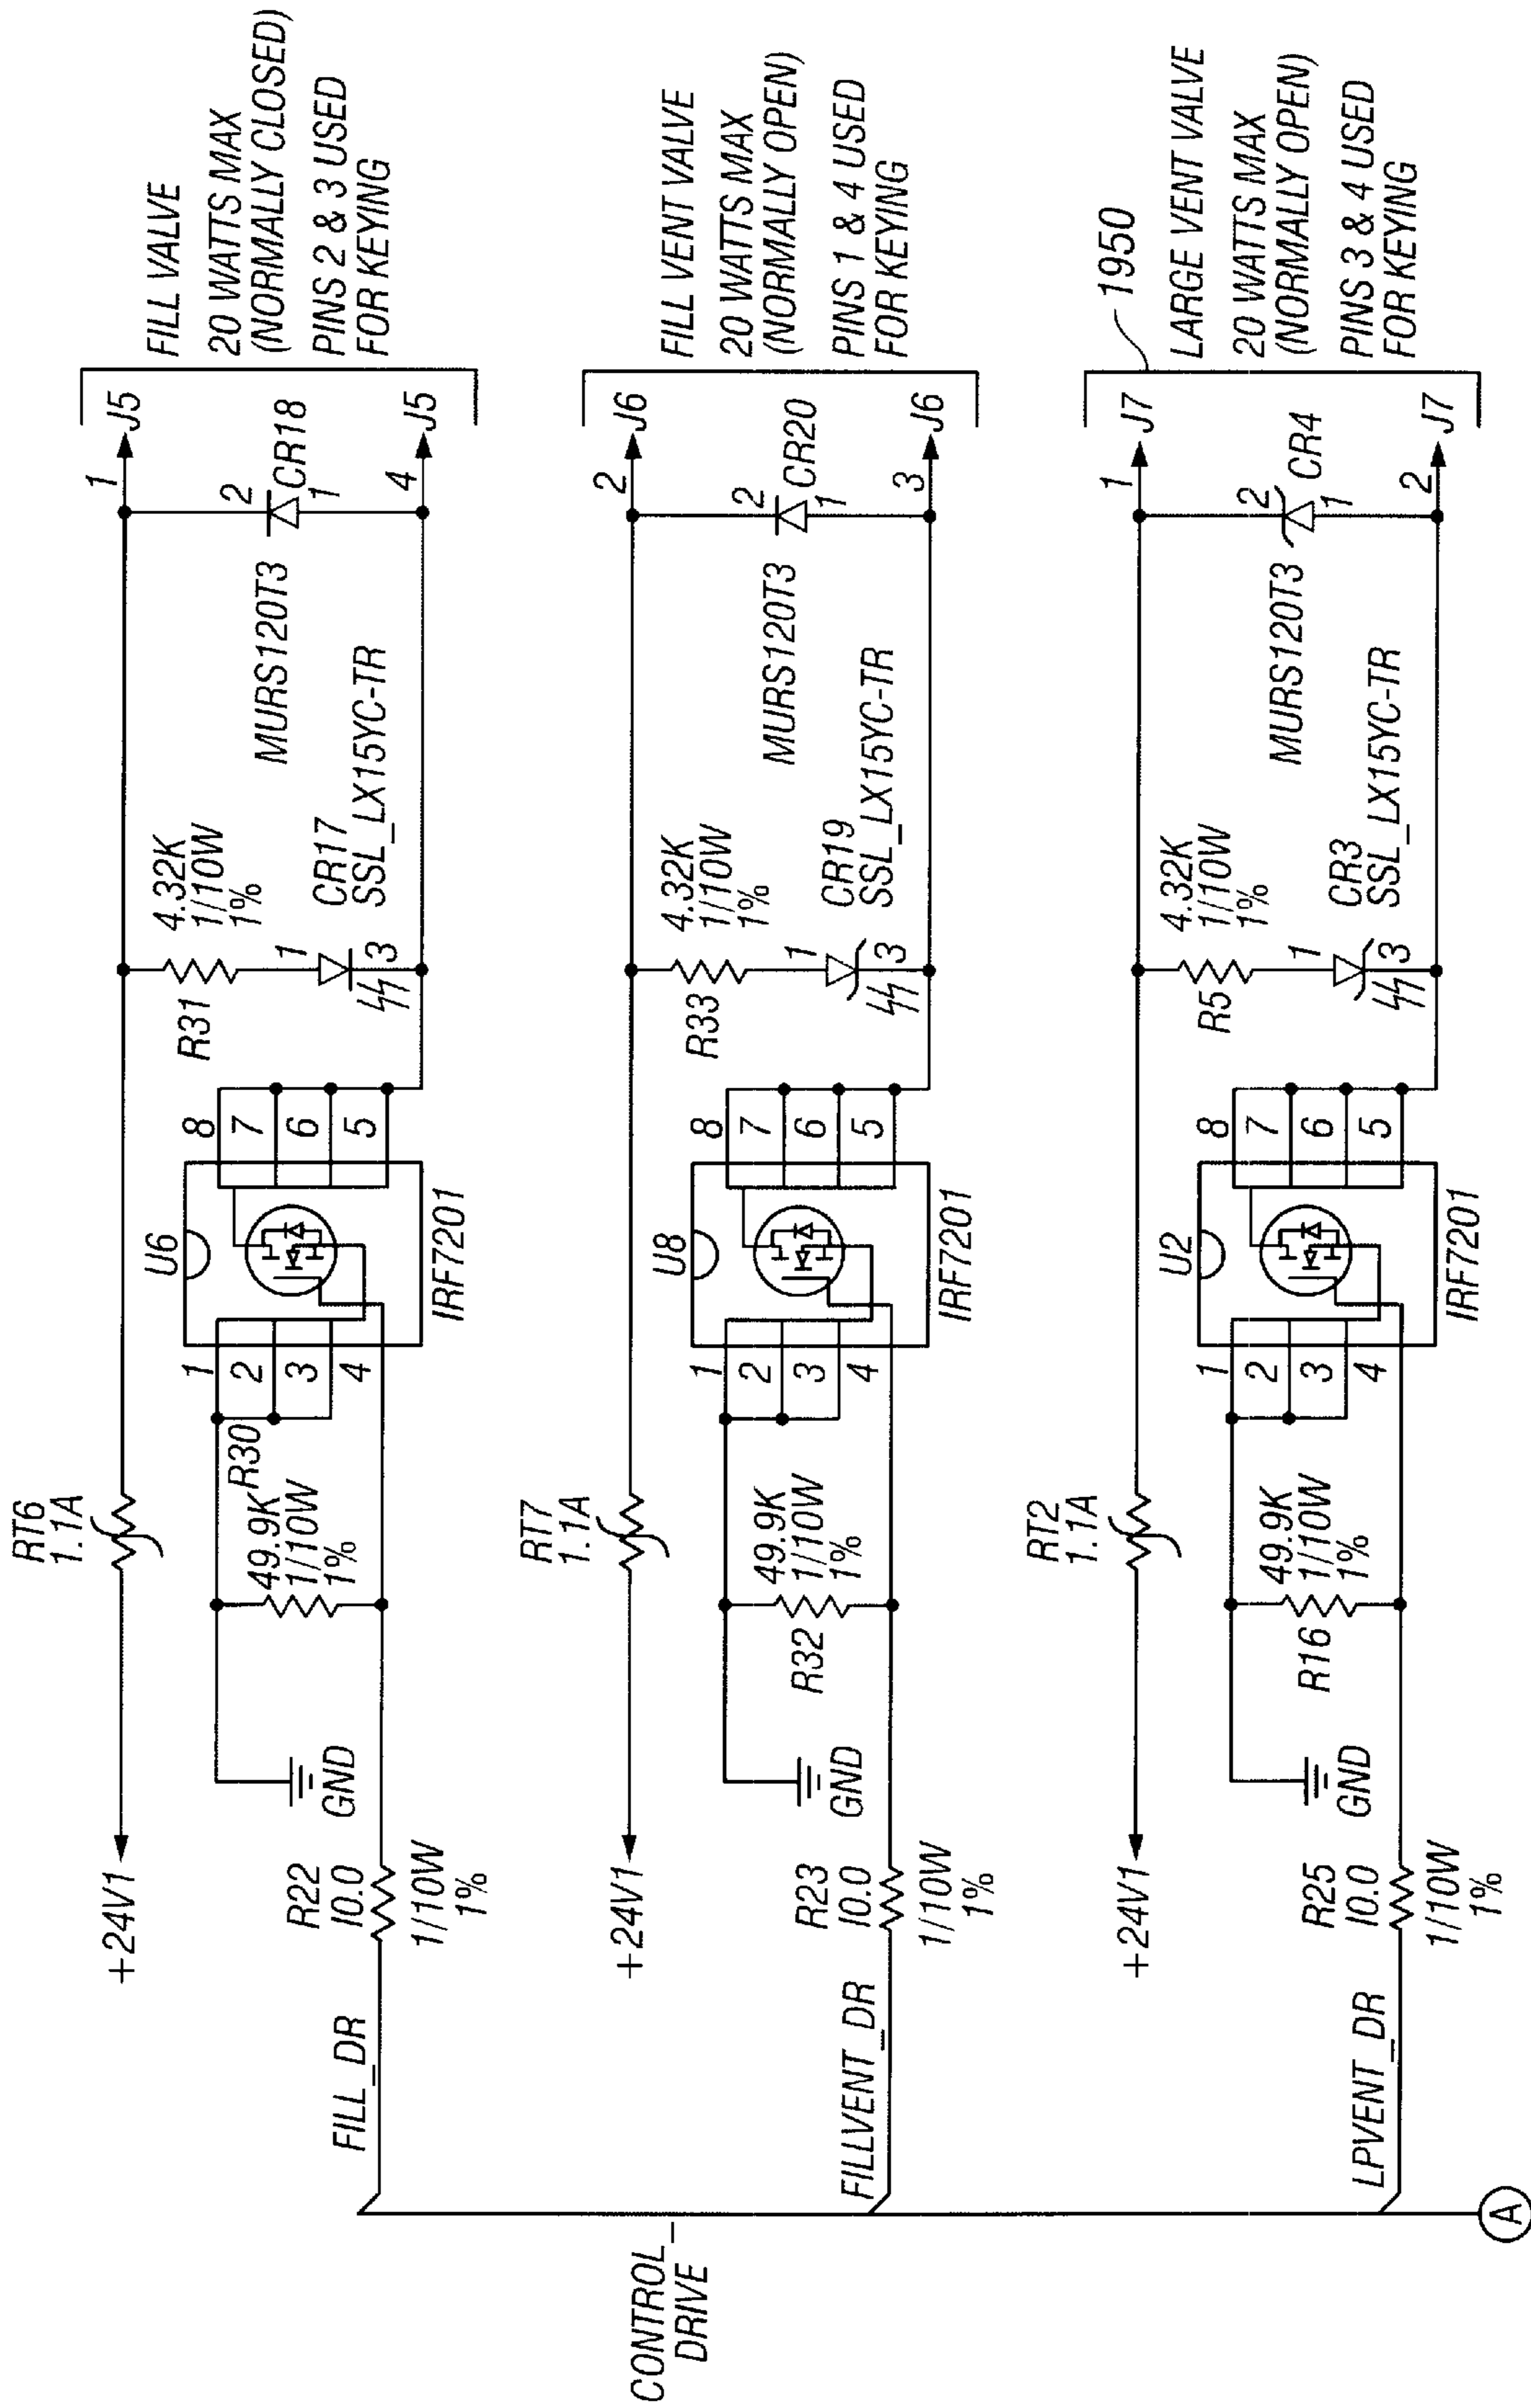 CONTROL_
DRIVE
FILL_DR
R22
10.0
1/10W
1%
+24V1
GND
RT6
1.1A
49.9K
1/10W
1%
R30
1
2
3
4
U6
IRF7201
8
7
6
5
R31
4.32K
1/10W
1%
1
3
CR17
SSL_LX15YC-TR
MURS120T3
2
1
CR18
1
J5
4
J5
FILL VALVE
20 WATTS MAX
(NORMALLY CLOSED)
PINS 2 & 3 USED
FOR KEYING
FILLVENT_DR
R23
10.0
1/10W
1%
+24V1
GND
RT7
1.1A
R32
49.9K
1/10W
1%
1
2
3
4
U8
IRF7201
8
7
6
5
R33
4.32K
1/10W
1%
1
3
CR19
SSL_LX15YC-TR
MURS120T3
2
1
CR20
2
J6
3
J6
FILL VENT VALVE
20 WATTS MAX
(NORMALLY OPEN)
PINS 1 & 4 USED
FOR KEYING
LPVENT_DR
R25
10.0
1/10W
1%
+24V1
GND
RT2
1.1A
R16
49.9K
1/10W
1%
1
2
3
4
U2
IRF7201
8
7
6
5
R5
4.32K
1/10W
1%
1
3
CR3
SSL_LX15YC-TR
MURS120T3
2
1
CR4
1
J7
2
J7
1950
LARGE VENT VALVE
20 WATTS MAX
(NORMALLY OPEN)
PINS 3 & 4 USED
FOR KEYING
A